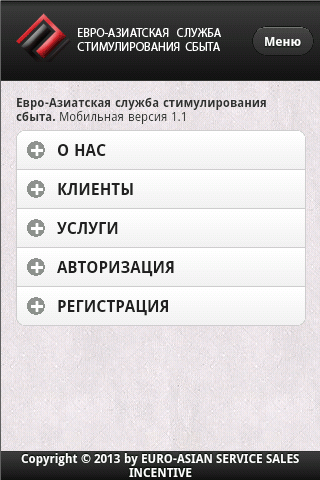 ЕВРО-АЗИАТСКАЯ СЛУЖБА
СТИМУЛИРОВАНИЯ СБЫТА
Меню
Евро-Азиатская служба стимулирования
сбыта. Мобильная версия 1.1
О НАС
КЛИЕНТЫ
УСЛУГИ
АВТОРИЗАЦИЯ
РЕГИСТРАЦИЯ
Copyright © 2013 by EURO-ASIAN SERVICE SALES
INCENTIVE